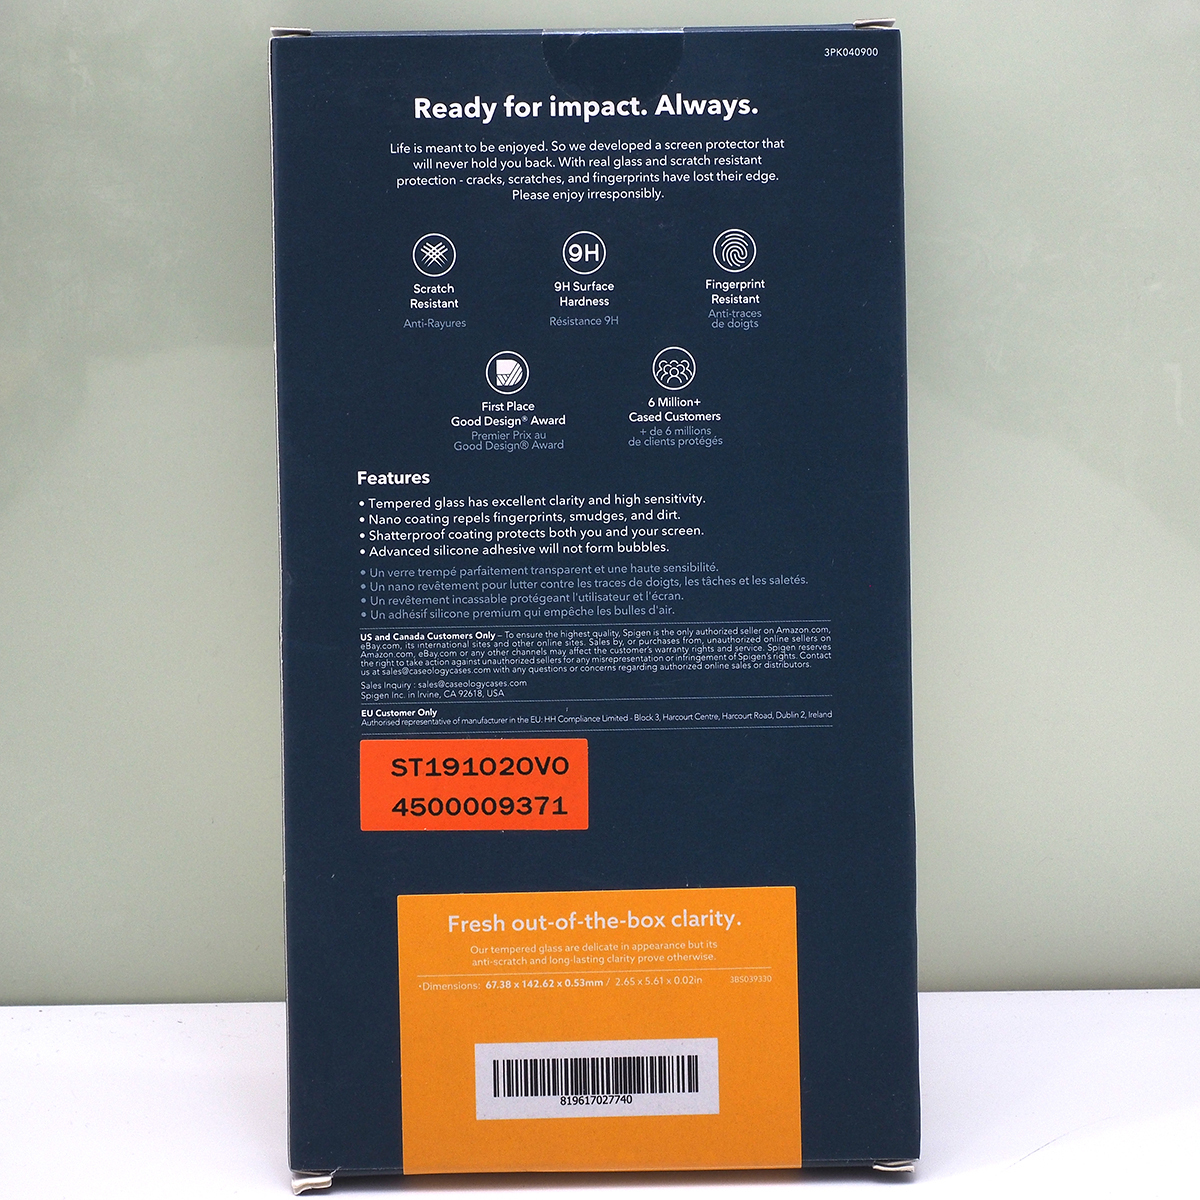 3PK040900
Ready for impact. Always.
Life is meant to be enjoyed. So we developed a screen protector that
will never hold you back. With real glass and scratch resistant
protection - cracks, scratches, and fingerprints have lost their edge.
Please enjoy irresponsibly.
Scratch
Resistant
Anti-Rayures
9H
9H Surface
Hardness
Résistance 9H
Fingerprint
Resistant
Anti-traces
de doigts
First Place
Good Design® Award
Premier Prix au
Good Design® Award
6 Million+
Cased Customers
+ de 6 millions
de clients protégés
Features
• Tempered glass has excellent clarity and high sensitivity.
• Nano coating repels fingerprints, smudges, and dirt.
• Shatterproof coating protects both you and your screen.
• Advanced silicone adhesive will not form bubbles.
• Un verre trempé parfaitement transparent et une haute sensibilité.
• Un nano revêtement pour lutter contre les traces de doigts, les tâches et les saletés.
• Un revêtement incassable protégeant l'utilisateur et l'écran.
• Un adhésif silicone premium qui empêche les bulles d'air.
US and Canada Customers Only – To ensure the highest quality, Spigen is the only authorized seller on Amazon.com,
eBay.com, its international sites and other online sites. Sales by, or purchases from, unauthorized online sellers on
Amazon.com, eBay.com or any other channels may affect the customer's warranty rights and service. Spigen reserves
the right to take action against unauthorized sellers for any misrepresentation or infringement of Spigen's rights. Contact
us at sales@caseologycases.com with any questions or concerns regarding authorized online sales or distributors.
Sales Inquiry : sales@caseologycases.com
Spigen Inc. in Irvine, CA 92618, USA
EU Customer Only
Authorised representative of manufacturer in the EU: HH Compliance Limited - Block 3, Harcourt Centre, Harcourt Road, Dublin 2, Ireland
ST191020VO
4500009371
Fresh out-of-the-box clarity.
Our tempered glass are delicate in appearance but its
anti-scratch and long-lasting clarity prove otherwise.
*Dimensions: 67.38 x 142.62 x 0.53mm / 2.65 x 5.61 x 0.02in
3BS039330
819617027740